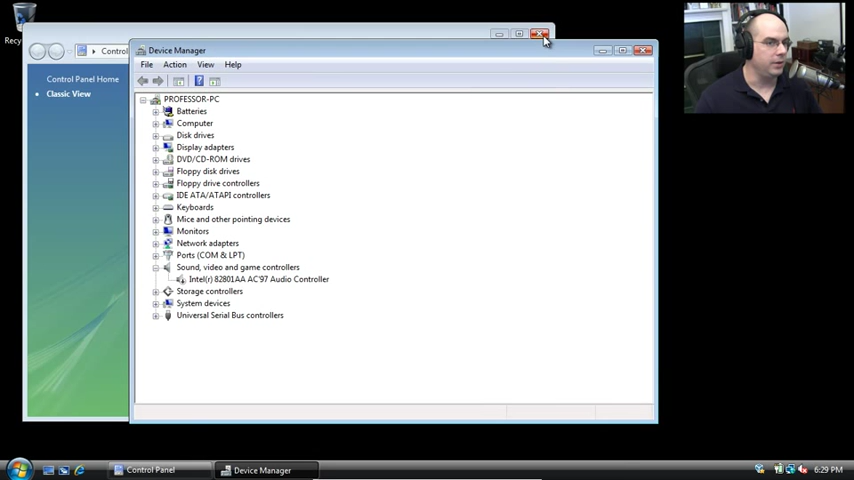 Recy
Device Manager
Control
File Action View Help
Control Panel Home
Classic View
PROFESSOR-PC
Batteries
Computer
Disk drives
Display adapters
DVD/CD-ROM drives
Floppy disk drives
Floppy drive controllers
IDE ATA/ATAPI controllers
Keyboards
Mice and other pointing devices
Monitors
Network adapters
Ports (COM & LPT)
Sound, video and game controllers
Intel(r) 82801AA AC'97 Audio Controller
Storage controllers
System devices
Universal Serial Bus controllers
Control Panel
Device Manager
6:29 PM